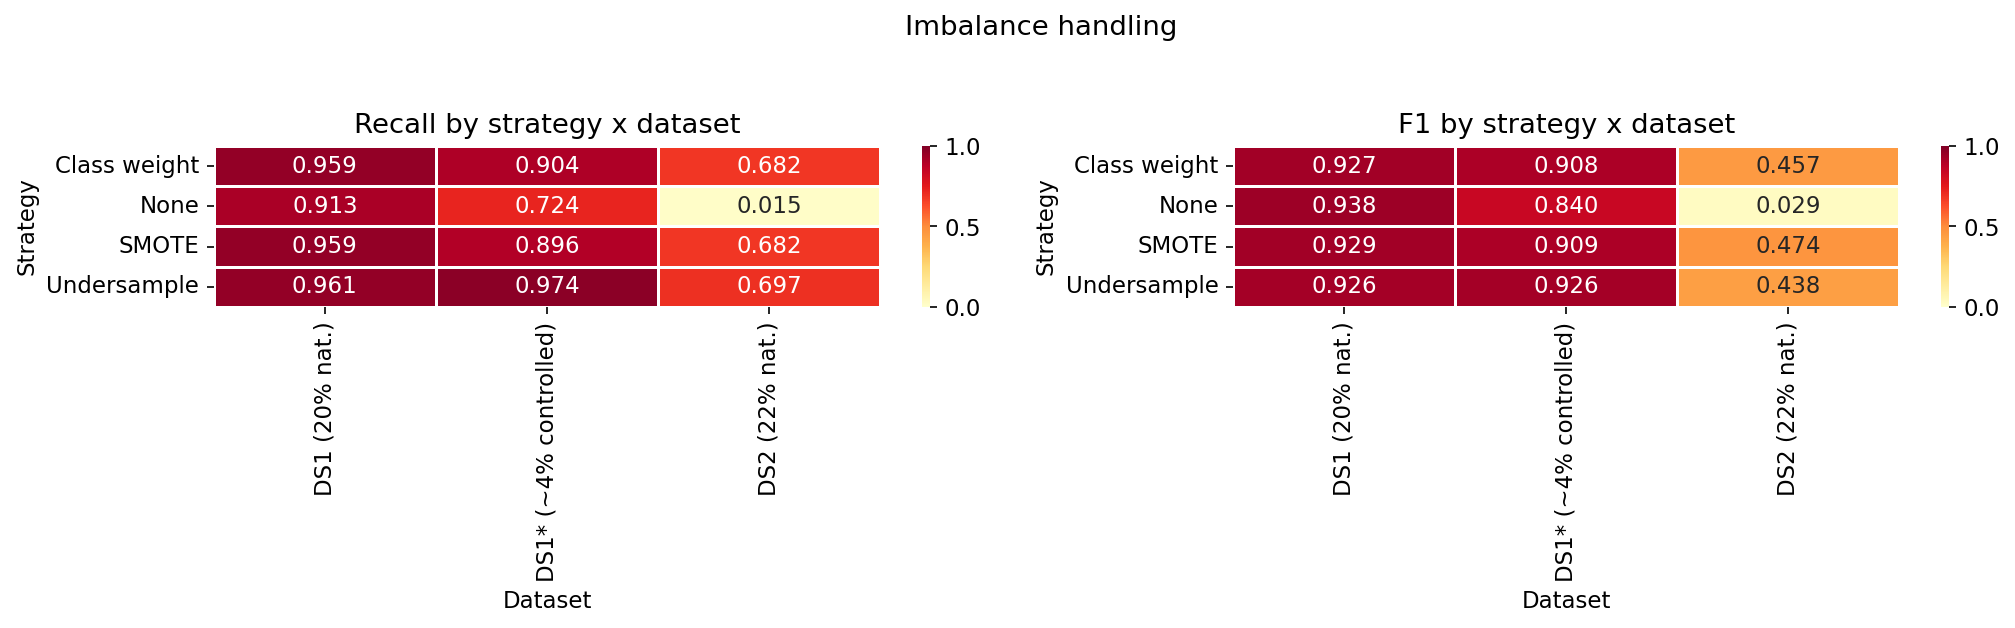 Imbalance handling
Recall by strategy x dataset
Strategy
Class weight 0.959 0.904 0.682
None 0.913 0.724 0.015
SMOTE 0.959 0.896 0.682
Undersample 0.961 0.974 0.697
1.0
0.5
0.0
DS1 (20% nat.)
DS1* (~4% controlled)
DS2 (22% nat.)
Dataset
F1 by strategy x dataset
Strategy
Class weight 0.927 0.908 0.457
None 0.938 0.840 0.029
SMOTE 0.929 0.909 0.474
Undersample 0.926 0.926 0.438
1.0
0.5
0.0
DS1 (20% nat.)
DS1* (~4% controlled)
DS2 (22% nat.)
Dataset